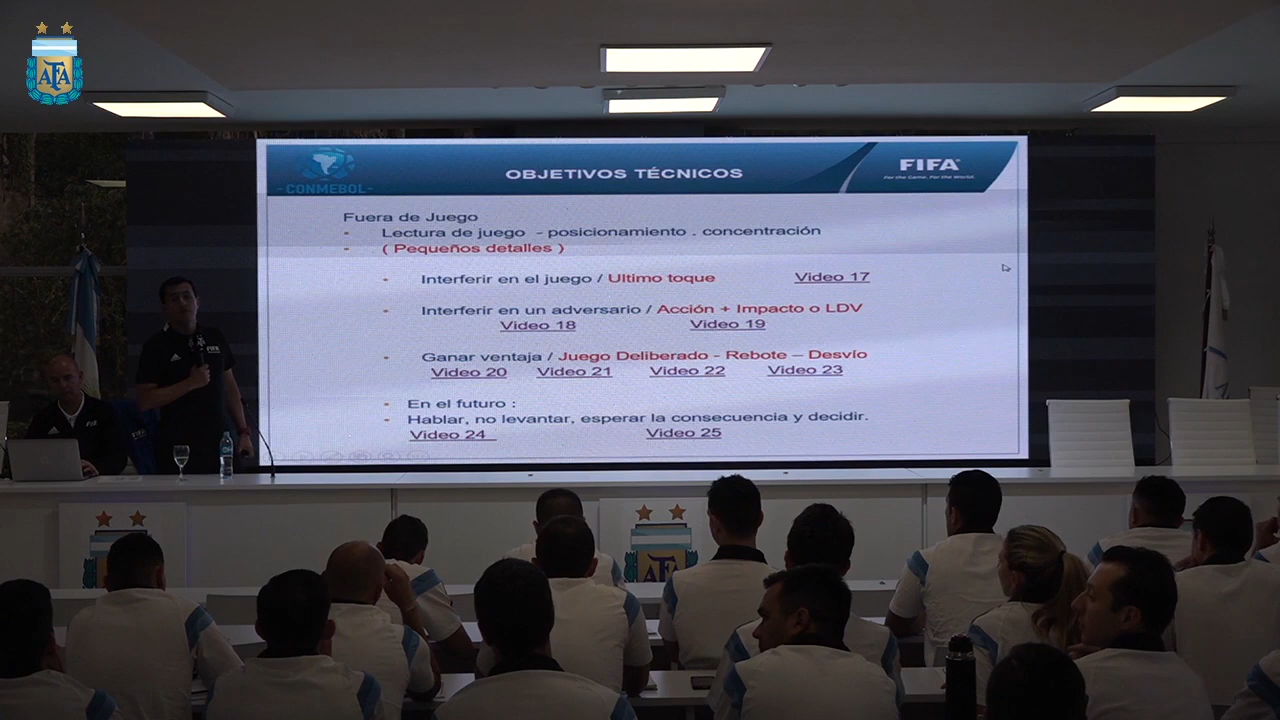 AFA
OBJETIVOS TÉCNICOS
-CONMEBOL-
FIFA
For the Game. For the World.
Fuera de Juego
• Lectura de juego - posicionamiento . concentración
• ( Pequeños detalles )
• Interferir en el juego / Ultimo toque Video 17
• Interferir en un adversario / Acción + Impacto o LDV
Video 18 Video 19
• Ganar ventaja / Juego Deliberado - Rebote – Desvío
Video 20 Video 21 Video 22 Video 23
• En el futuro :
• Hablar, no levantar, esperar la consecuencia y decidir.
Video 24 Video 25
FIFA
AFA